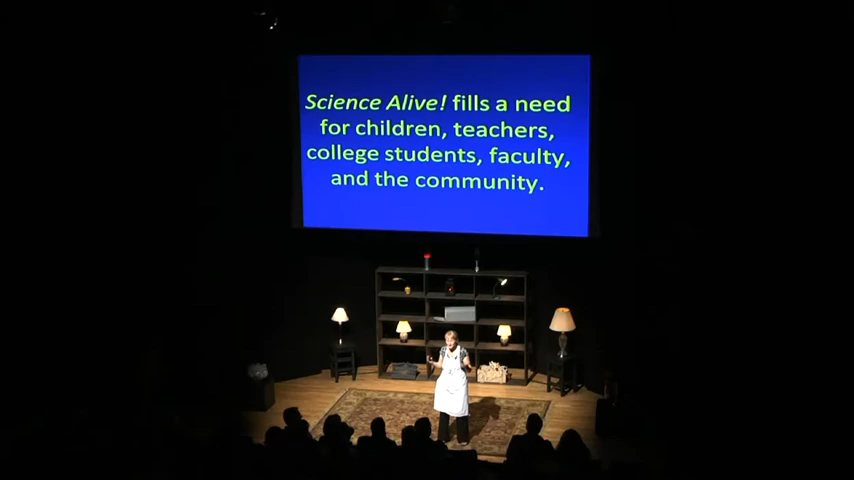 Science Alive! fills a need
for children, teachers,
college students, faculty,
and the community.